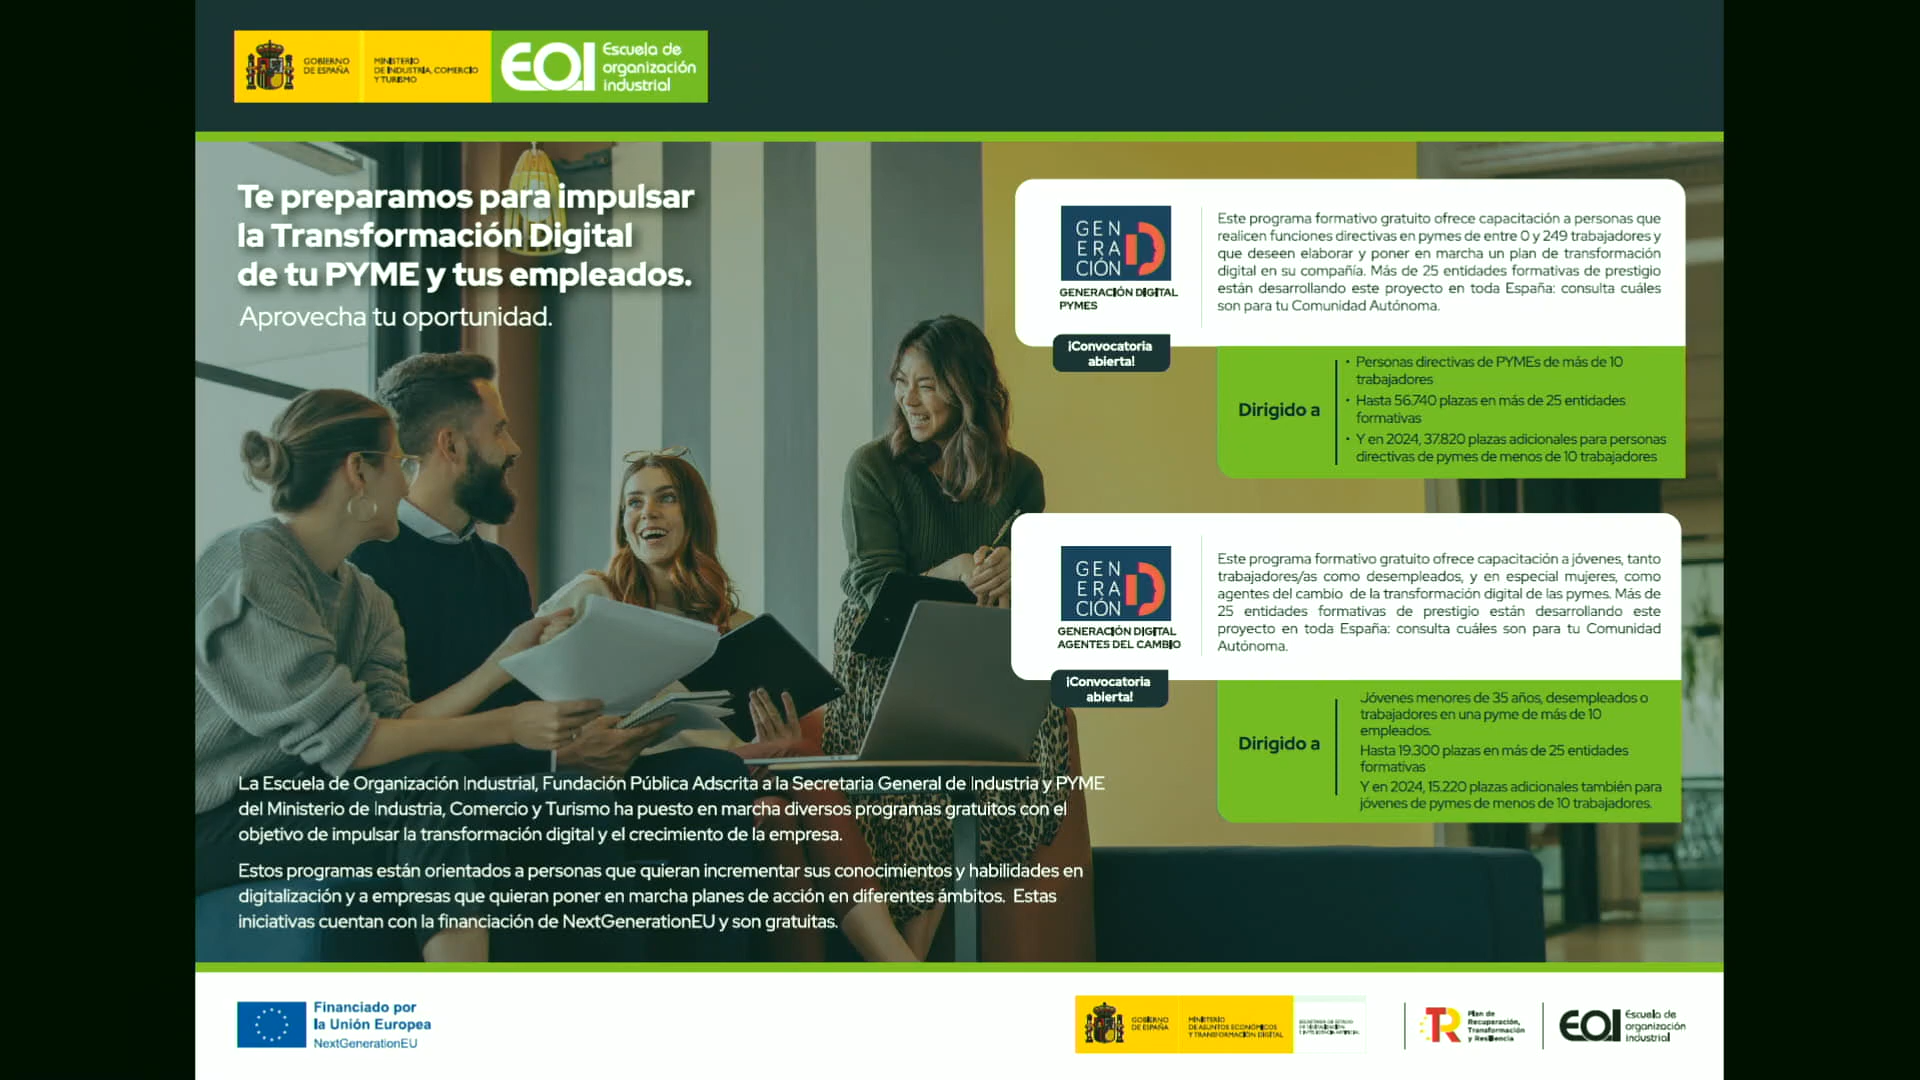 GOBIERNO
DE ESPAÑA
MINISTERIO
DE INDUSTRIA, COMERCIO
Y TURISMO
EOI
Escuela de
organización
industrial
Te preparamos para impulsar
la Transformación Digital
de tu PYME y tus empleados.
Aprovecha tu oportunidad.
GEN
ERA
CIÓN
D
GENERACIÓN DIGITAL
PYMES
Este programa formativo gratuito ofrece capacitación a personas que
realicen funciones directivas en pymes de entre 0 y 249 trabajadores y
que deseen elaborar y poner en marcha un plan de transformación
digital en su compañía. Más de 25 entidades formativas de prestigio
están desarrollando este proyecto en toda España: consulta cuáles
son para tu Comunidad Autónoma.
¡Convocatoria
abierta!
Dirigido a
• Personas directivas de PYMEs de más de 10
trabajadores
• Hasta 56.740 plazas en más de 25 entidades
formativas
• Y en 2024, 37.820 plazas adicionales para personas
directivas de pymes de menos de 10 trabajadores
GEN
ERA
CIÓN
D
GENERACIÓN DIGITAL
AGENTES DEL CAMBIO
Este programa formativo gratuito ofrece capacitación a jóvenes, tanto
trabajadores/as como desempleados, y en especial mujeres, como
agentes del cambio de la transformación digital de las pymes. Más de
25 entidades formativas de prestigio están desarrollando este
proyecto en toda España: consulta cuáles son para tu Comunidad
Autónoma.
¡Convocatoria
abierta!
Dirigido a
Jóvenes menores de 35 años, desempleados o
trabajadores en una pyme de más de 10
empleados.
Hasta 19.300 plazas en más de 25 entidades
formativas
Y en 2024, 15.220 plazas adicionales también para
jóvenes de pymes de menos de 10 trabajadores.
La Escuela de Organización Industrial, Fundación Pública Adscrita a la Secretaria General de Industria y PYME
del Ministerio de Industria, Comercio y Turismo ha puesto en marcha diversos programas gratuitos con el
objetivo de impulsar la transformación digital y el crecimiento de la empresa.
Estos programas están orientados a personas que quieran incrementar sus conocimientos y habilidades en
digitalización y a empresas que quieran poner en marcha planes de acción en diferentes ámbitos. Estas
iniciativas cuentan con la financiación de NextGenerationEU y son gratuitas.
Financiado por
la Unión Europea
NextGenerationEU
GOBIERNO
DE ESPAÑA
MINISTERIO
DE ASUNTOS ECONÓMICOS
Y TRANSFORMACIÓN DIGITAL
SECRETARÍA DE ESTADO
DE DIGITALIZACIÓN
E INTELIGENCIA ARTIFICIAL
TR
Plan de
Recuperación,
Transformación
y Resiliencia
EOI
Escuela de
organización
industrial